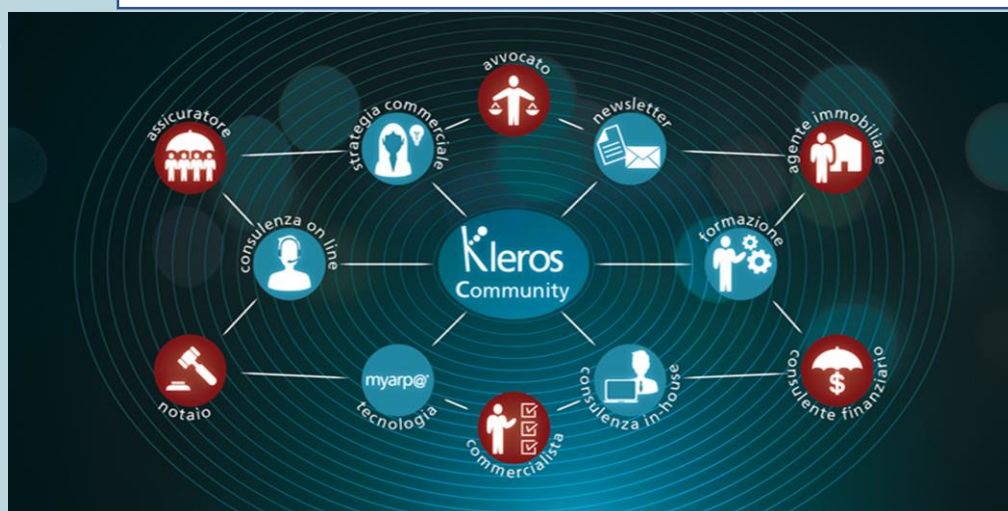 avvocato
strategia commerciale
newsletter
assicuratore
agente immobiliare
consulenza on line
Kleros
Community
formazione
notaio
myarp@®
tecnologia
commercialista
consulenza in-house
consulente finanziario
$